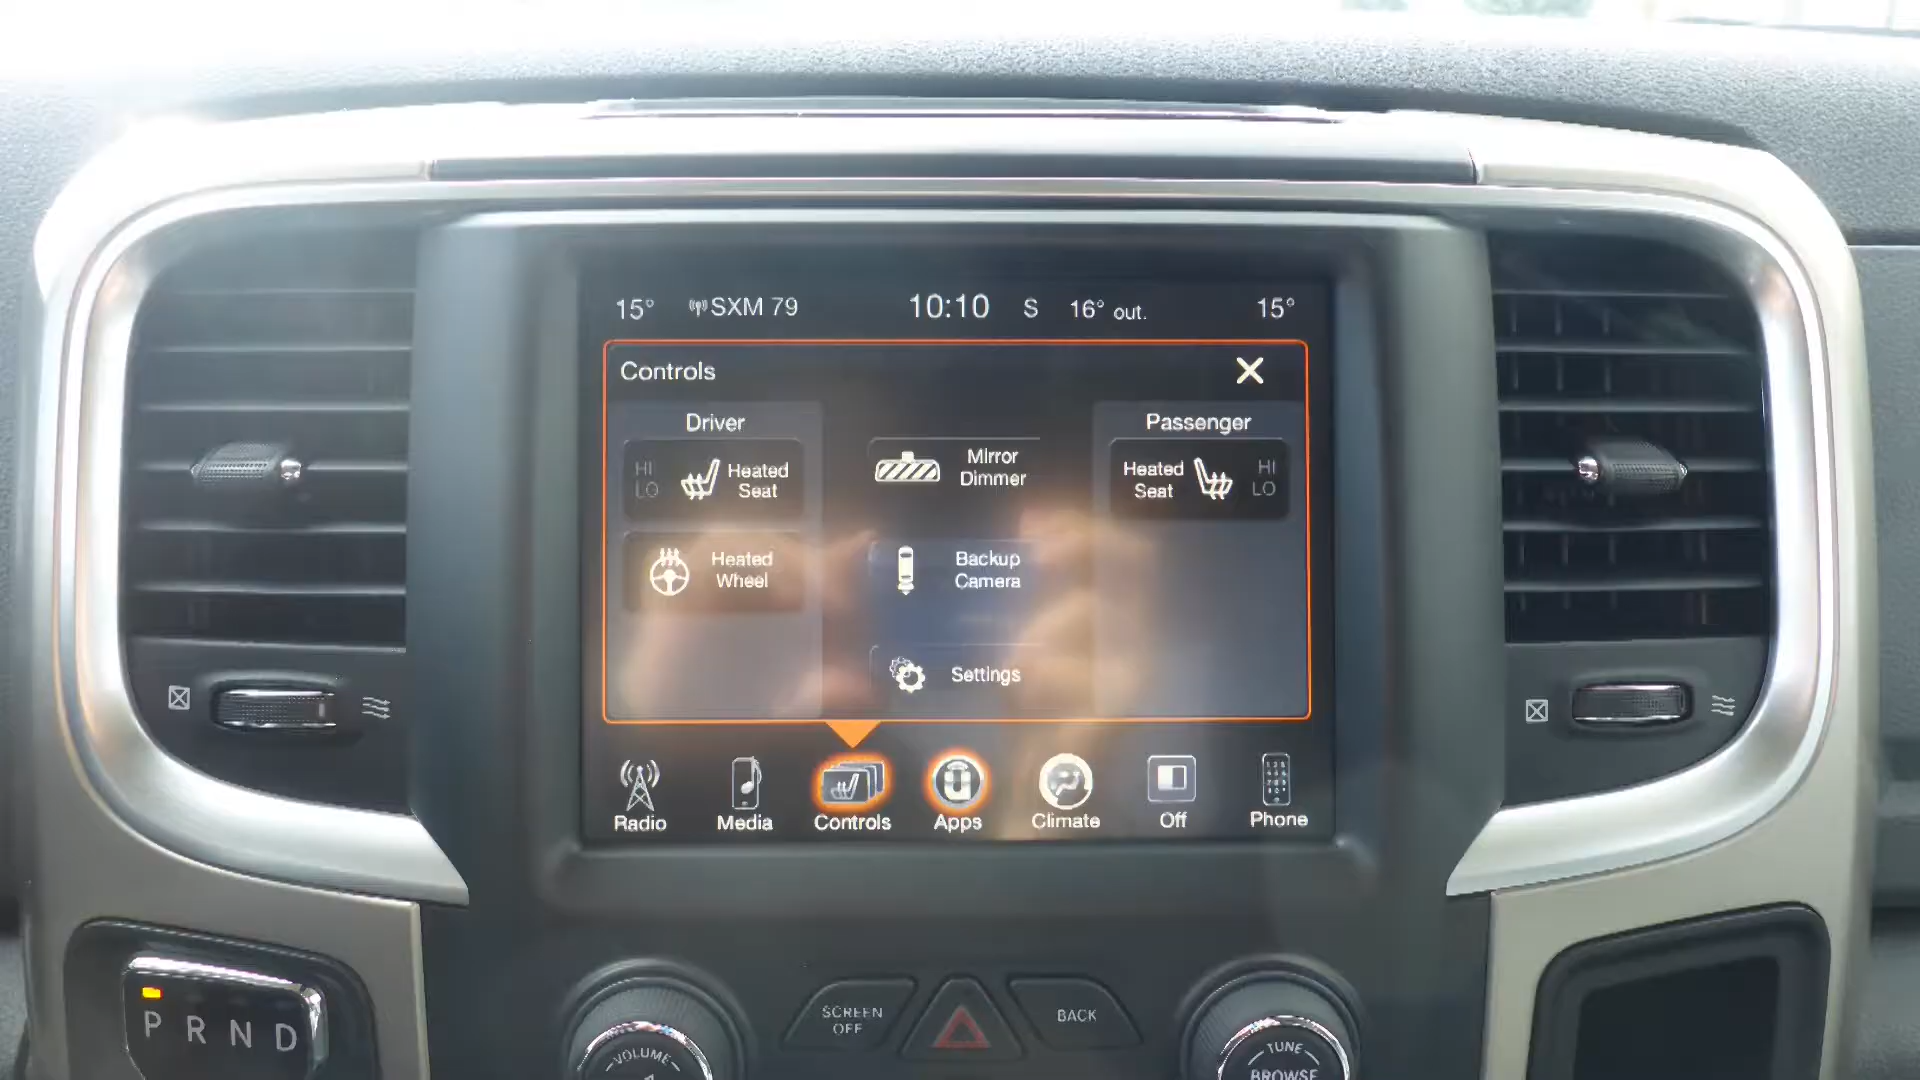 15° SXM 79 10:10 S 16° out. 15°
Controls
Driver
Passenger
HI
LO
Heated
Seat
Mirror
Dimmer
Heated
Seat
HI
LO
Heated
Wheel
Backup
Camera
Settings
Radio Media Controls Apps Climate Off Phone
P R N D
SCREEN
OFF
BACK
VOLUME
TUNE
BROWSE